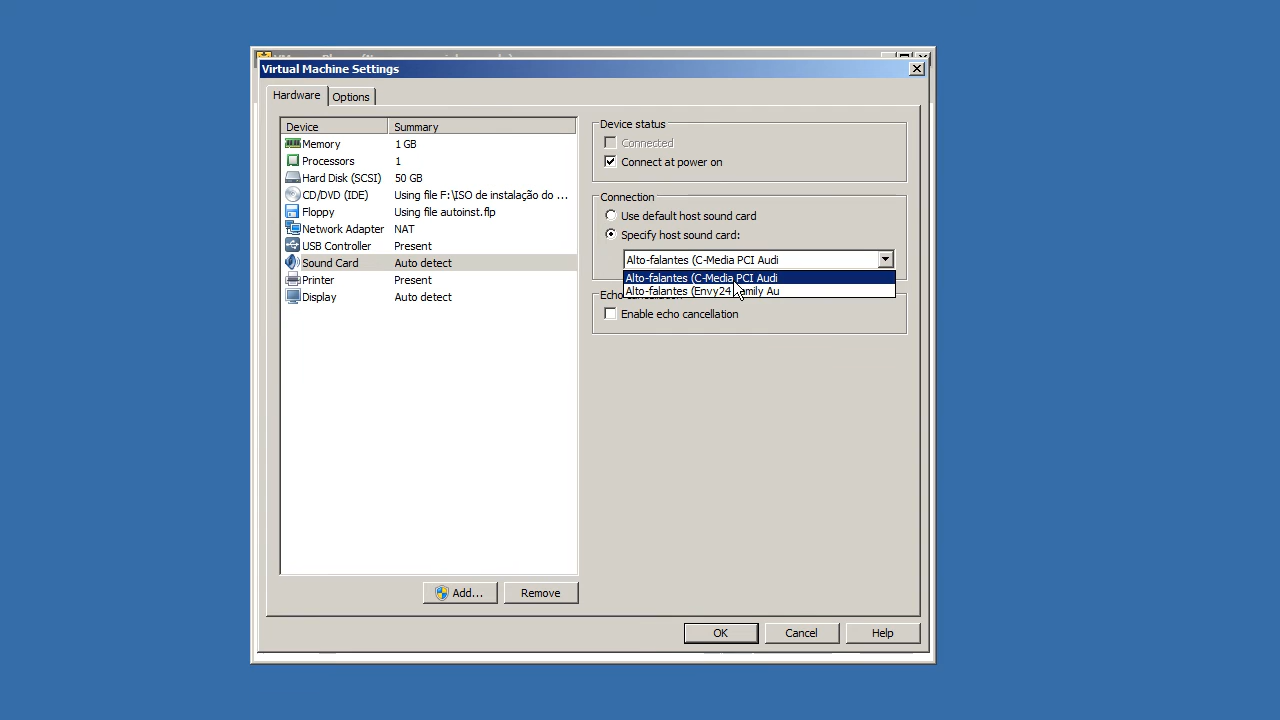 Virtual Machine Settings
Hardware
Options
Device Summary
Memory 1 GB
Processors 1
Hard Disk (SCSI) 50 GB
CD/DVD (IDE) Using file F:\ISO de instalação do ...
Floppy Using file autoinst.flp
Network Adapter NAT
USB Controller Present
Sound Card Auto detect
Printer Present
Display Auto detect
Add...
Remove
Device status
Connected
Connect at power on
Connection
Use default host sound card
Specify host sound card:
Alto-falantes (C-Media PCI Audi
Alto-falantes (C-Media PCI Audi
Alto-falantes (Envy24 Family Au
Echo cancellation
Enable echo cancellation
OK
Cancel
Help